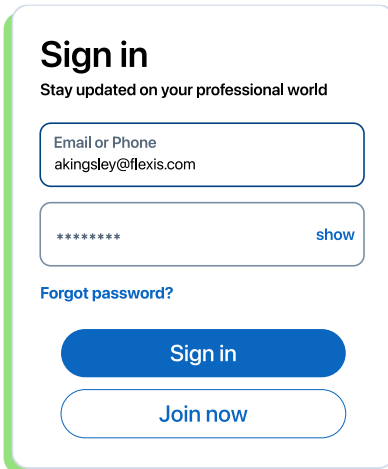 Sign in
Stay updated on your professional world
Email or Phone
akingsley@flexis.com
******** show
Forgot password?
Sign in
Join now